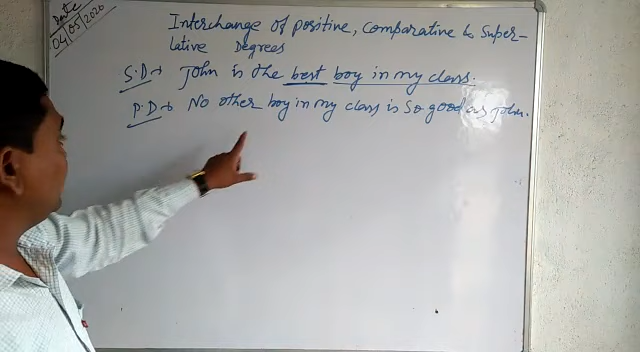 Date
04/05/2020
Interchange of positive, comparative & Super-
lative Degrees
S.D→ John is the best boy in my class.
P.D→ No other boy in my class is so good as John.